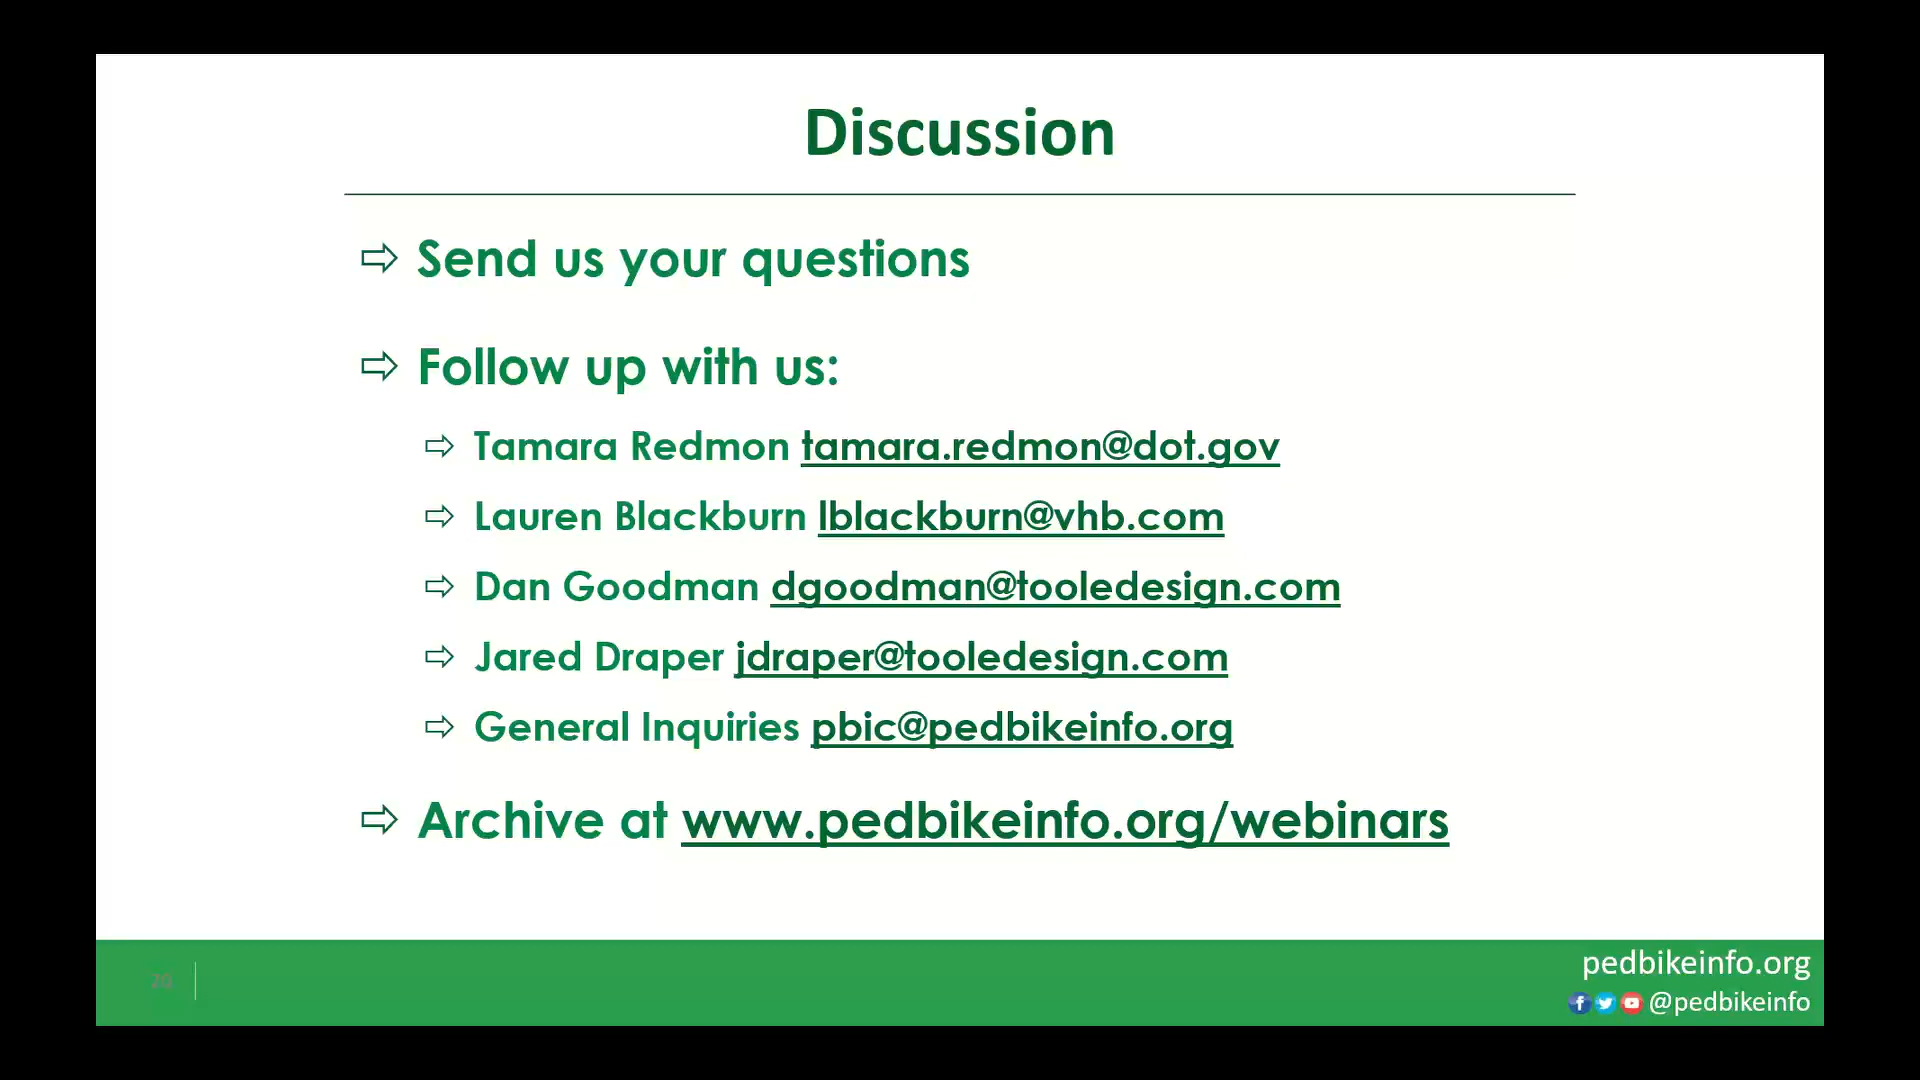 Discussion
⇨ Send us your questions
⇨ Follow up with us:
⇨ Tamara Redmon tamara.redmon@dot.gov
⇨ Lauren Blackburn lblackburn@vhb.com
⇨ Dan Goodman dgoodman@tooledesign.com
⇨ Jared Draper jdraper@tooledesign.com
⇨ General Inquiries pbic@pedbikeinfo.org
⇨ Archive at www.pedbikeinfo.org/webinars
pedbikeinfo.org
@pedbikeinfo